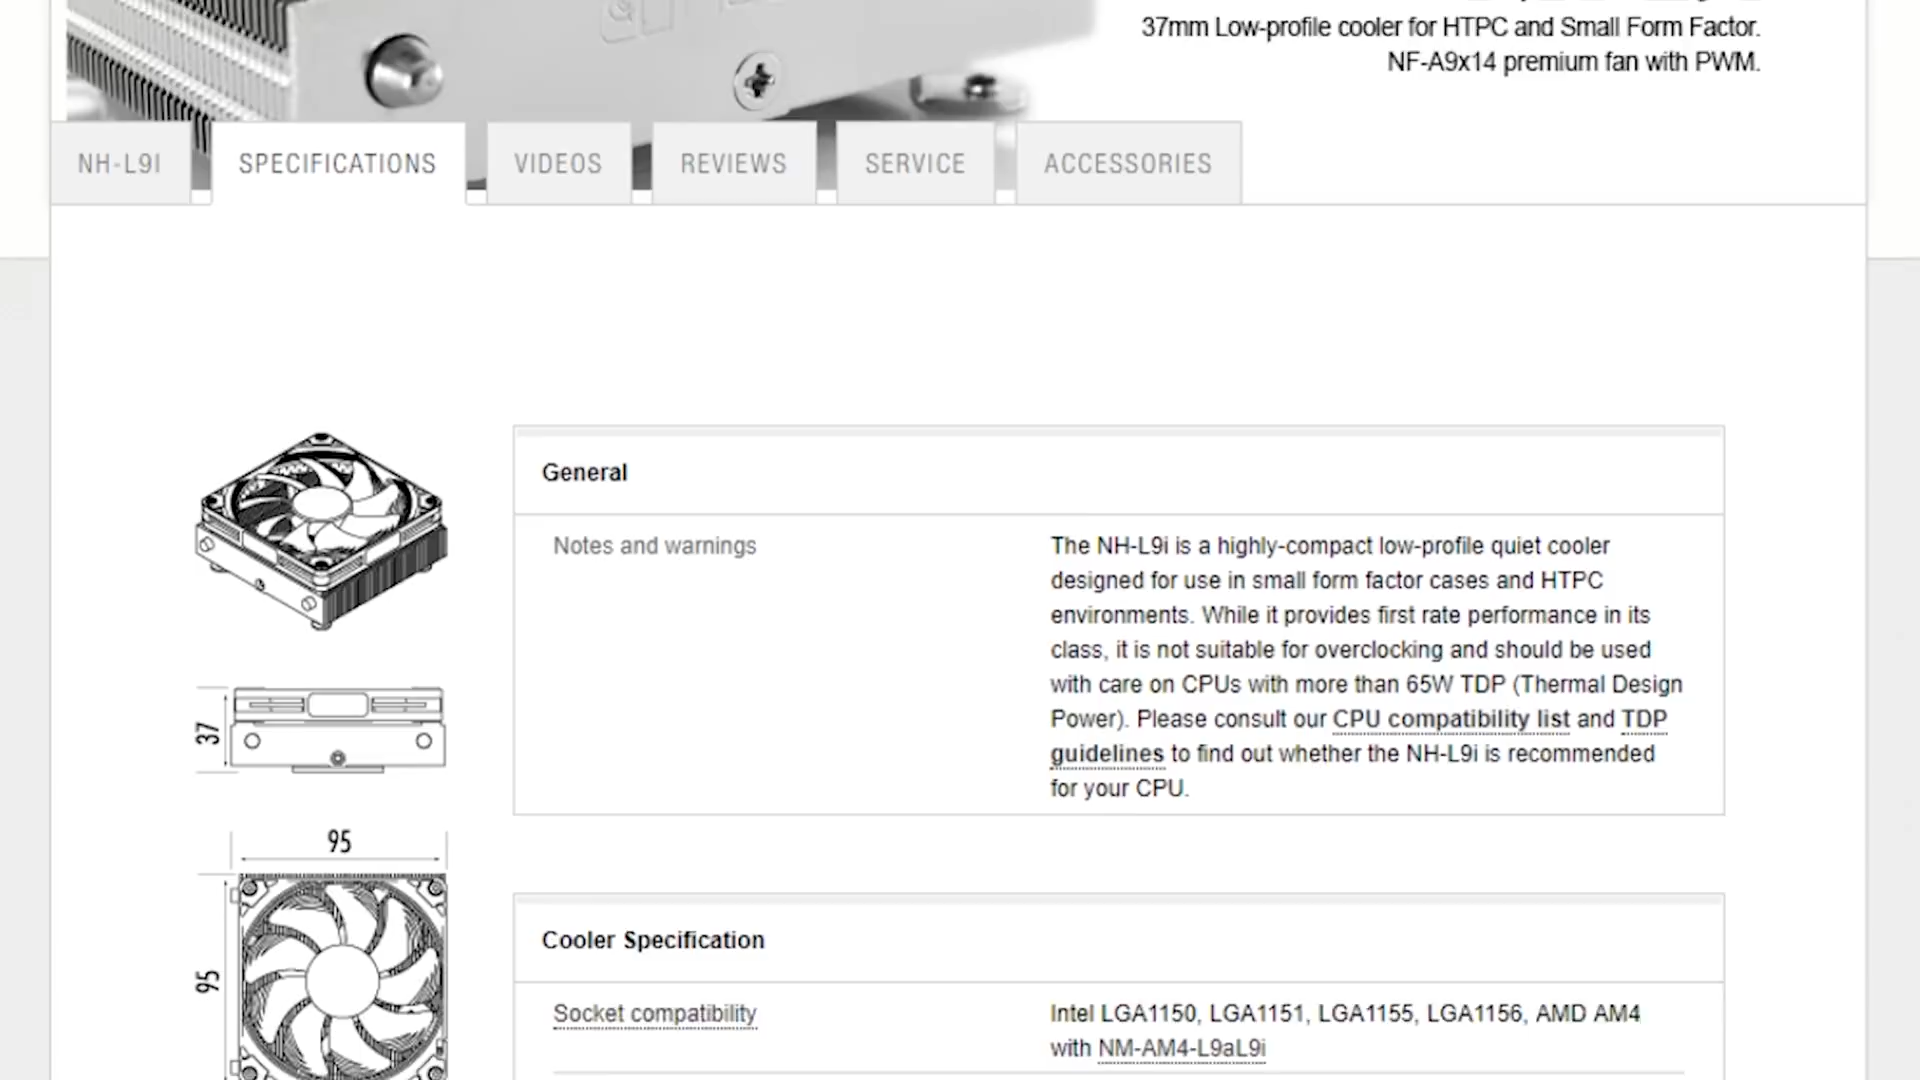 37mm Low-profile cooler for HTPC and Small Form Factor.
NF-A9x14 premium fan with PWM.
NH-L9I
SPECIFICATIONS
VIDEOS
REVIEWS
SERVICE
ACCESSORIES
General
Notes and warnings
The NH-L9i is a highly-compact low-profile quiet cooler
designed for use in small form factor cases and HTPC
environments. While it provides first rate performance in its
class, it is not suitable for overclocking and should be used
with care on CPUs with more than 65W TDP (Thermal Design
Power). Please consult our CPU compatibility list and TDP
guidelines to find out whether the NH-L9i is recommended
for your CPU.
37
95
95
Cooler Specification
Socket compatibility
Intel LGA1150, LGA1151, LGA1155, LGA1156, AMD AM4
with NM-AM4-L9aL9i